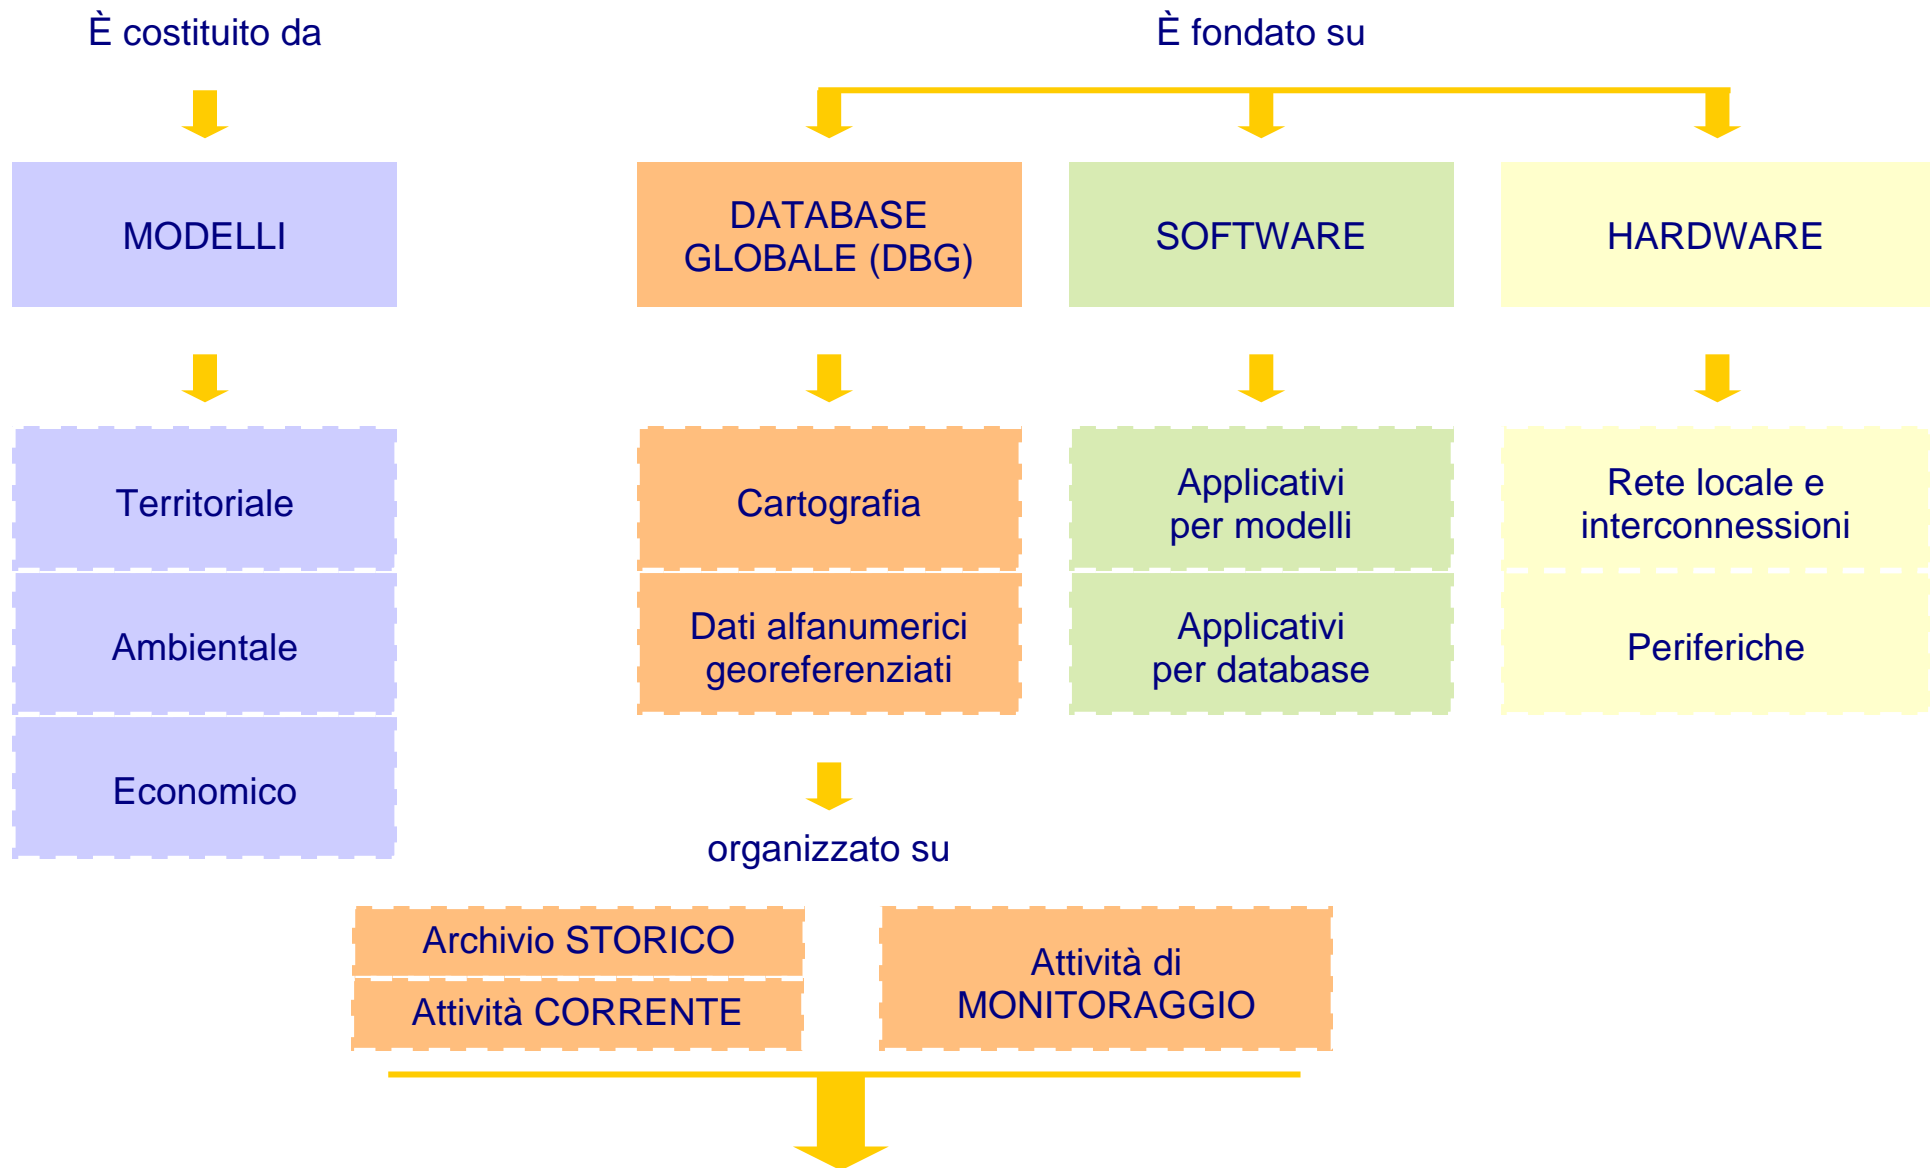 È costituito da
È fondato su
MODELLI
DATABASE
GLOBALE (DBG)
SOFTWARE
HARDWARE
Territoriale
Ambientale
Economico
Cartografia
Dati alfanumerici
georeferenziati
Applicativi
per modelli
Applicativi
per database
Rete locale e
interconnessioni
Periferiche
organizzato su
Archivio STORICO
Attività CORRENTE
Attività di
MONITORAGGIO